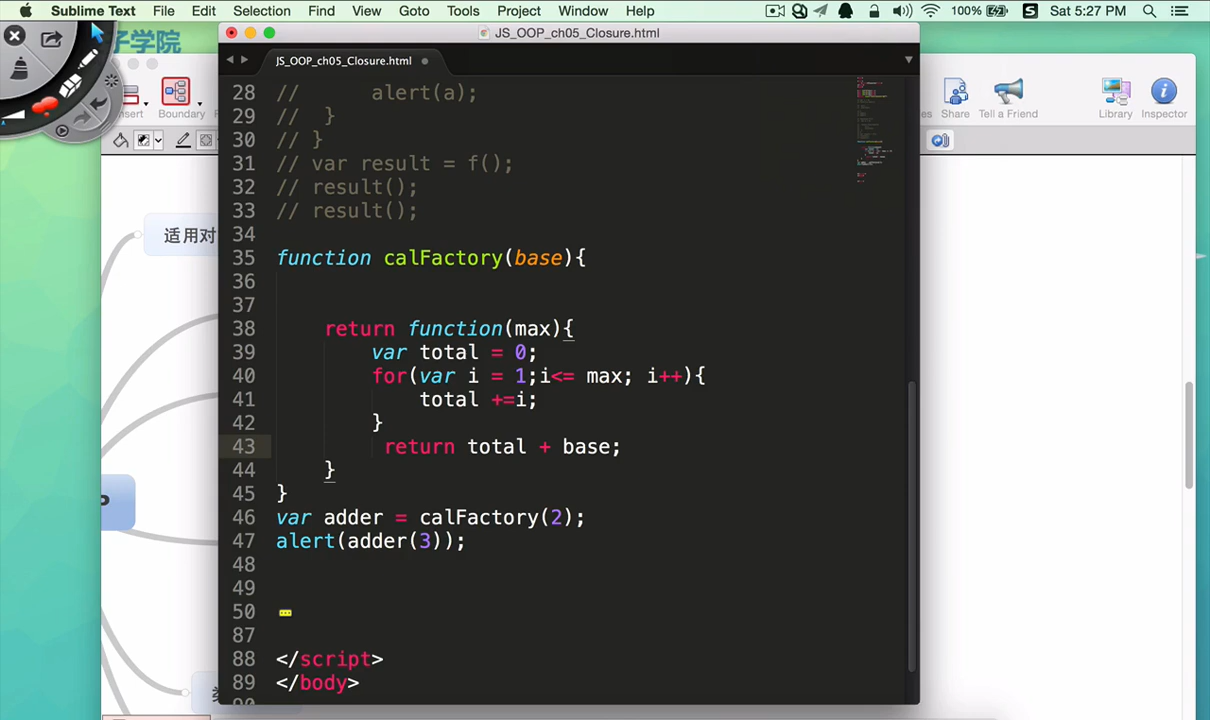 Sublime Text File Edit Selection Find View Goto Tools Project Window Help 100% S Sat 5:27 PM
子学院
JS_OOP_ch05_Closure.html
JS_OOP_ch05_Closure.html
Boundary
Share
Tell a Friend
Library
Inspector
适用对
28 // alert(a);
29 // }
30 // }
31 // var result = f();
32 // result();
33 // result();
34
35 function calFactory(base){
36
37
38 return function(max){
39 var total = 0;
40 for(var i = 1;i<= max; i++){
41 total +=i;
42 }
43 return total + base;
44 }
45 }
46 var adder = calFactory(2);
47 alert(adder(3));
48
49
50
87
88 </script>
89 </body>